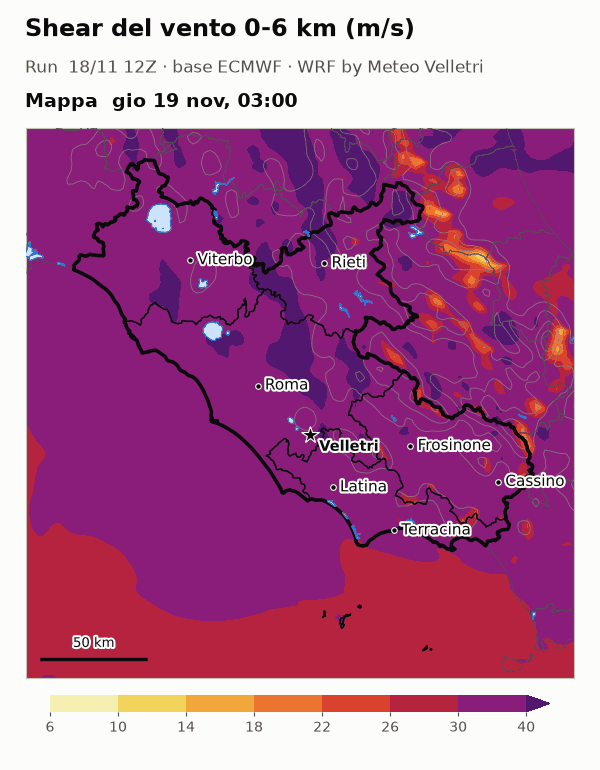 Shear del vento 0-6 km (m/s)
Run  18/11 12Z · base ECMWF · WRF by Meteo Velletri
Mappa  gio 19 nov, 03:00
Viterbo
Rieti
Roma
Velletri
Frosinone
Cassino
Latina
Terracina
50 km
6 10 14 18 22 26 30 40